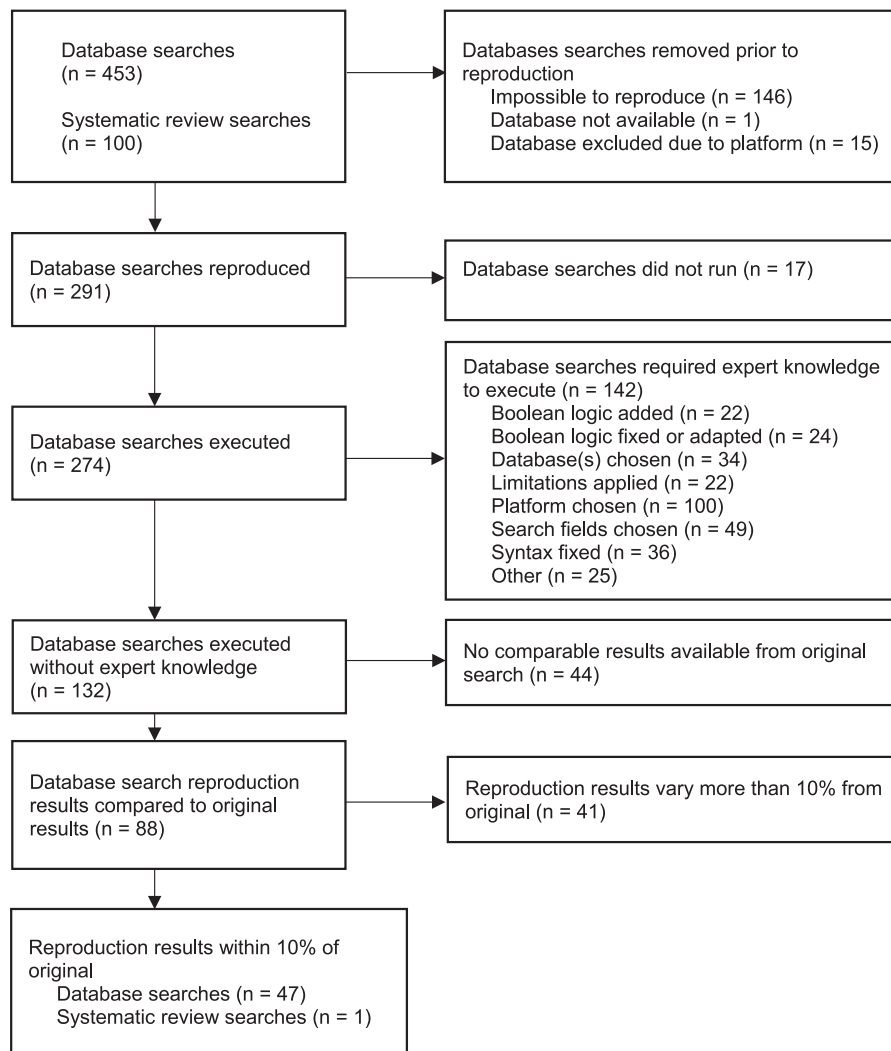 Database searches
(n = 453)
Systematic review searches
(n = 100)
Databases searches removed prior to
reproduction
Impossible to reproduce (n = 146)
Database not available (n = 1)
Database excluded due to platform (n = 15)
Database searches reproduced
(n = 291)
Database searches did not run (n = 17)
Database searches executed
(n = 274)
Database searches required expert knowledge
to execute (n = 142)
Boolean logic added (n = 22)
Boolean logic fixed or adapted (n = 24)
Database(s) chosen (n = 34)
Limitations applied (n = 22)
Platform chosen (n = 100)
Search fields chosen (n = 49)
Syntax fixed (n = 36)
Other (n = 25)
Database searches executed
without expert knowledge
(n = 132)
No comparable results available from original
search (n = 44)
Database search reproduction
results compared to original
results (n = 88)
Reproduction results vary more than 10% from
original (n = 41)
Reproduction results within 10% of
original
Database searches (n = 47)
Systematic review searches (n = 1)